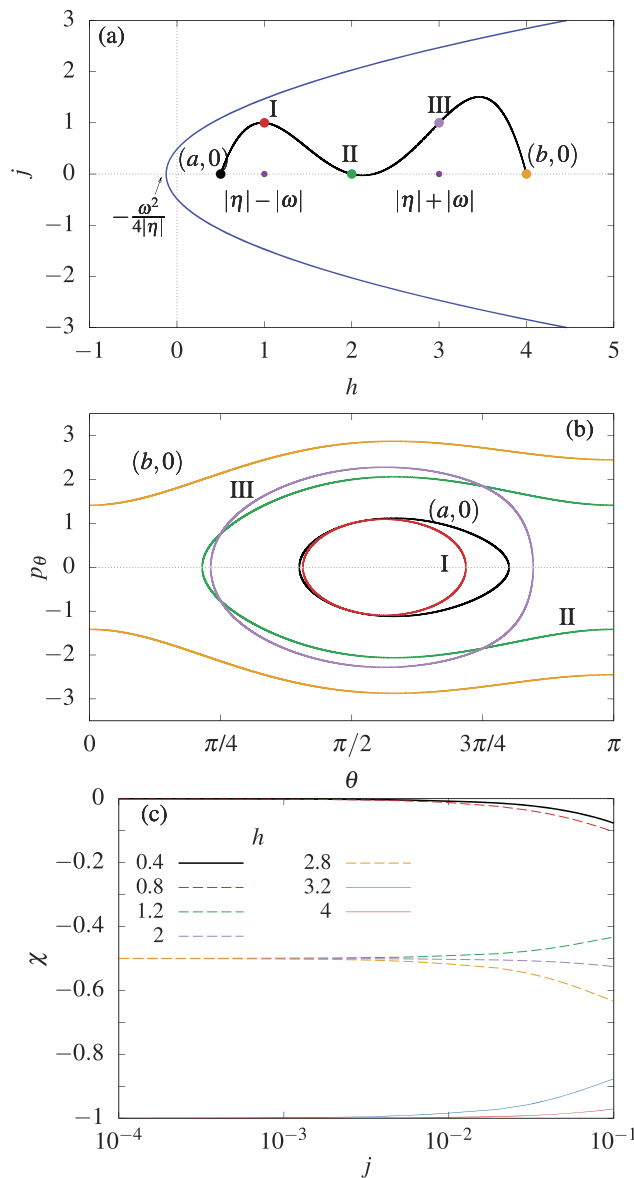 (a)
3
2
1
0
−1
−2
−3
j
I
II
III
(a, 0)
(b, 0)
|η| − |ω|
|η| + |ω|
−ω²/4|η|
−1 0 1 2 3 4 5
h
(b)
3
2
1
0
−1
−2
−3
pθ
(b, 0)
III
(a, 0)
I
II
0 π/4 π/2 3π/4 π
θ
(c)
0
−0.2
−0.4
−0.6
−0.8
−1
χ
h
0.4
0.8
1.2
2
2.8
3.2
4
10⁻⁴ 10⁻³ 10⁻² 10⁻¹
j